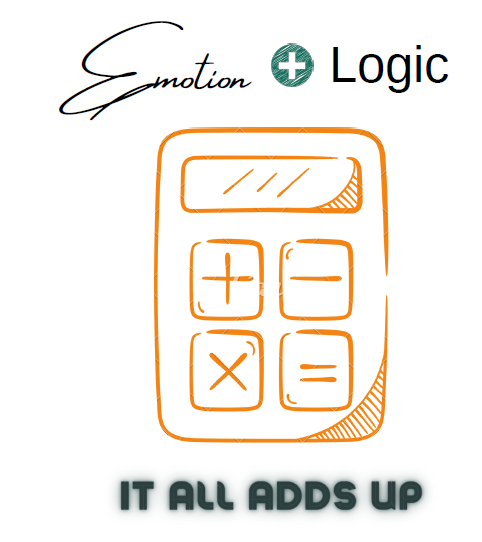 Emotion + Logic
+ −
× =
IT ALL ADDS UP